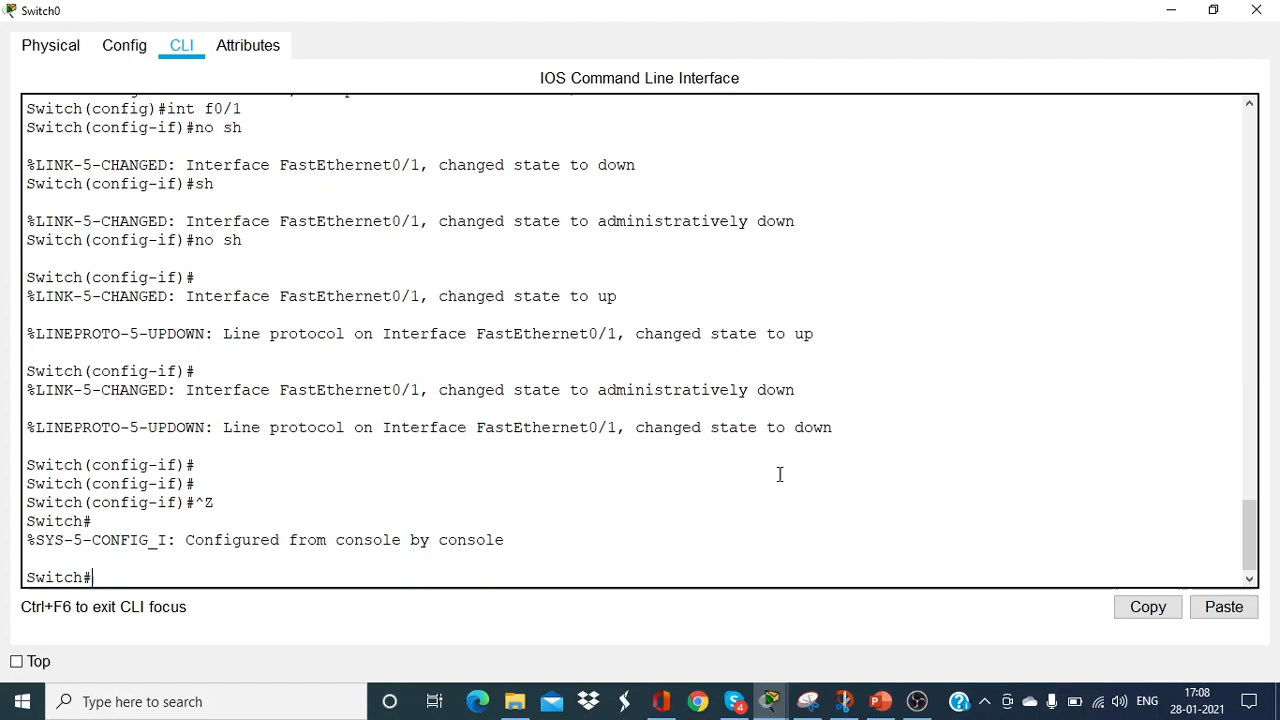 Switch0
Physical Config CLI Attributes
IOS Command Line Interface
Switch(config)#int f0/1
Switch(config-if)#no sh
%LINK-5-CHANGED: Interface FastEthernet0/1, changed state to down
Switch(config-if)#sh
%LINK-5-CHANGED: Interface FastEthernet0/1, changed state to administratively down
Switch(config-if)#no sh
Switch(config-if)#
%LINK-5-CHANGED: Interface FastEthernet0/1, changed state to up
%LINEPROTO-5-UPDOWN: Line protocol on Interface FastEthernet0/1, changed state to up
Switch(config-if)#
%LINK-5-CHANGED: Interface FastEthernet0/1, changed state to administratively down
%LINEPROTO-5-UPDOWN: Line protocol on Interface FastEthernet0/1, changed state to down
Switch(config-if)#
Switch(config-if)#
Switch(config-if)#^Z
Switch#
%SYS-5-CONFIG_I: Configured from console by console
Switch#
Ctrl+F6 to exit CLI focus Copy Paste
Top
Type here to search ENG 17:08
28-01-2021